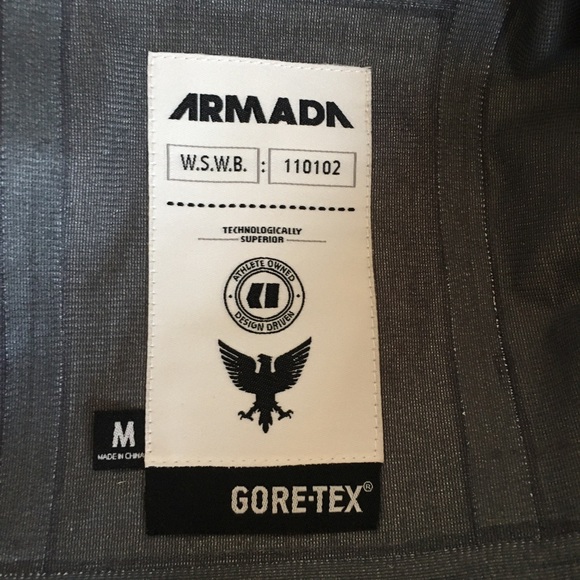 ARMADA
W.S.W.B. : 110102
TECHNOLOGICALLY
SUPERIOR
ATHLETE OWNED
DESIGN DRIVEN
M
MADE IN CHINA
GORE-TEX®